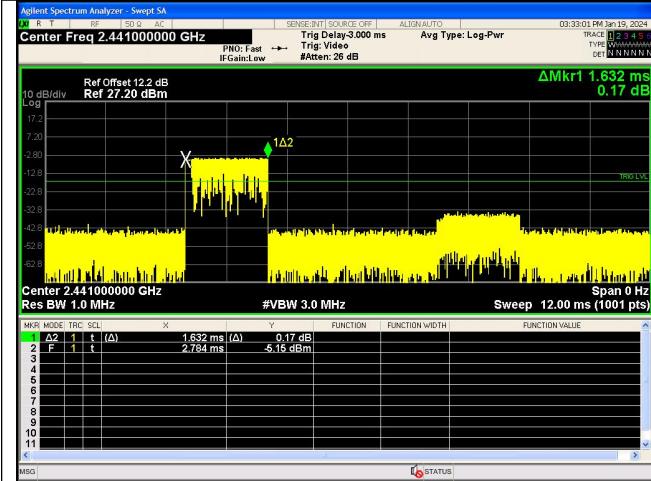 Agilent Spectrum Analyzer - Swept SA
LXI R T RF 50 Ω AC SENSE:INT SOURCE OFF ALIGN AUTO 03:33:01 PM Jan 19, 2024
Center Freq 2.441000000 GHz Trig Delay-3.000 ms Avg Type: Log-Pwr TRACE 1 2 3 4 5 6
PNO: Fast Trig: Video TYPE
IFGain:Low #Atten: 26 dB DET N N N N N N
ΔMkr1 1.632 ms
Ref Offset 12.2 dB
10 dB/div Ref 27.20 dBm 0.17 dB
Log
17.2
7.20
1Δ2
-2.80
-12.8
TRIG LVL
-22.8
-32.8
-42.8
-52.8
-62.8
Center 2.441000000 GHz Span 0 Hz
Res BW 1.0 MHz #VBW 3.0 MHz Sweep 12.00 ms (1001 pts)
MKR MODE TRC SCL X Y FUNCTION FUNCTION WIDTH FUNCTION VALUE
1 Δ2 1 t (Δ) 1.632 ms (Δ) 0.17 dB
2 F 1 t 2.784 ms -5.15 dBm
3
4
5
6
7
8
9
10
11
MSG STATUS